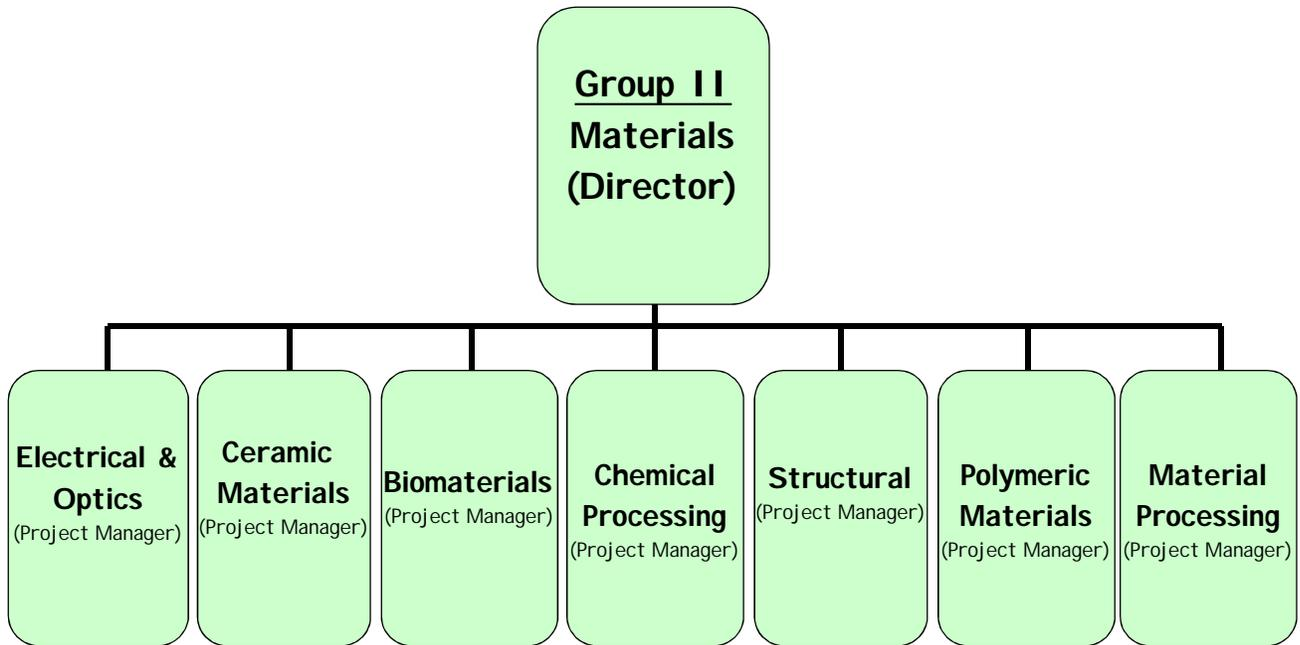 Group II
Materials
(Director)
Electrical &
Optics
(Project Manager)
Ceramic
Materials
(Project Manager)
Biomaterials
(Project Manager)
Chemical
Processing
(Project Manager)
Structural
(Project Manager)
Polymeric
Materials
(Project Manager)
Material
Processing
(Project Manager)